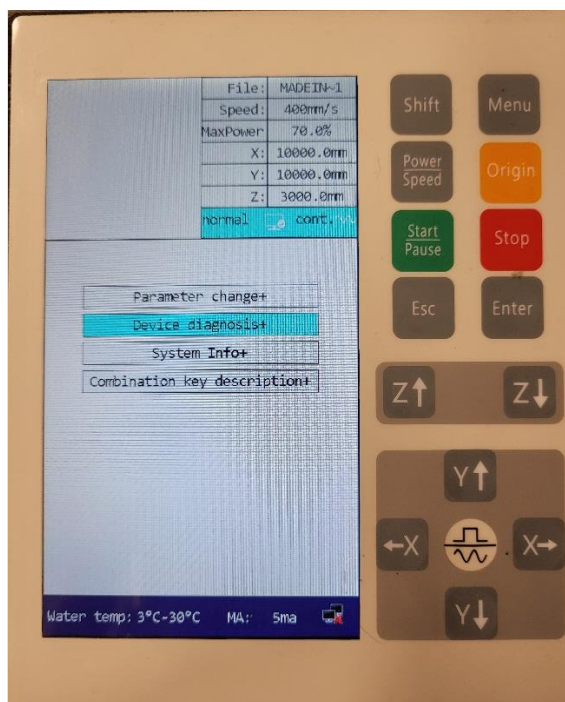 File: MADEIN~1
Speed: 400mm/s
MaxPower 70.0%
X: 10000.0mm
Y: 10000.0mm
Z: 3000.0mm
normal cont.
Parameter change+
Device diagnosis+
System Info+
Combination key description+
Water temp: 3°C-30°C MA: 5ma
Shift Menu
Power
Speed
Origin
Start
Pause
Stop
Esc Enter
Z↑ Z↓
Y↑
←X X→
Y↓